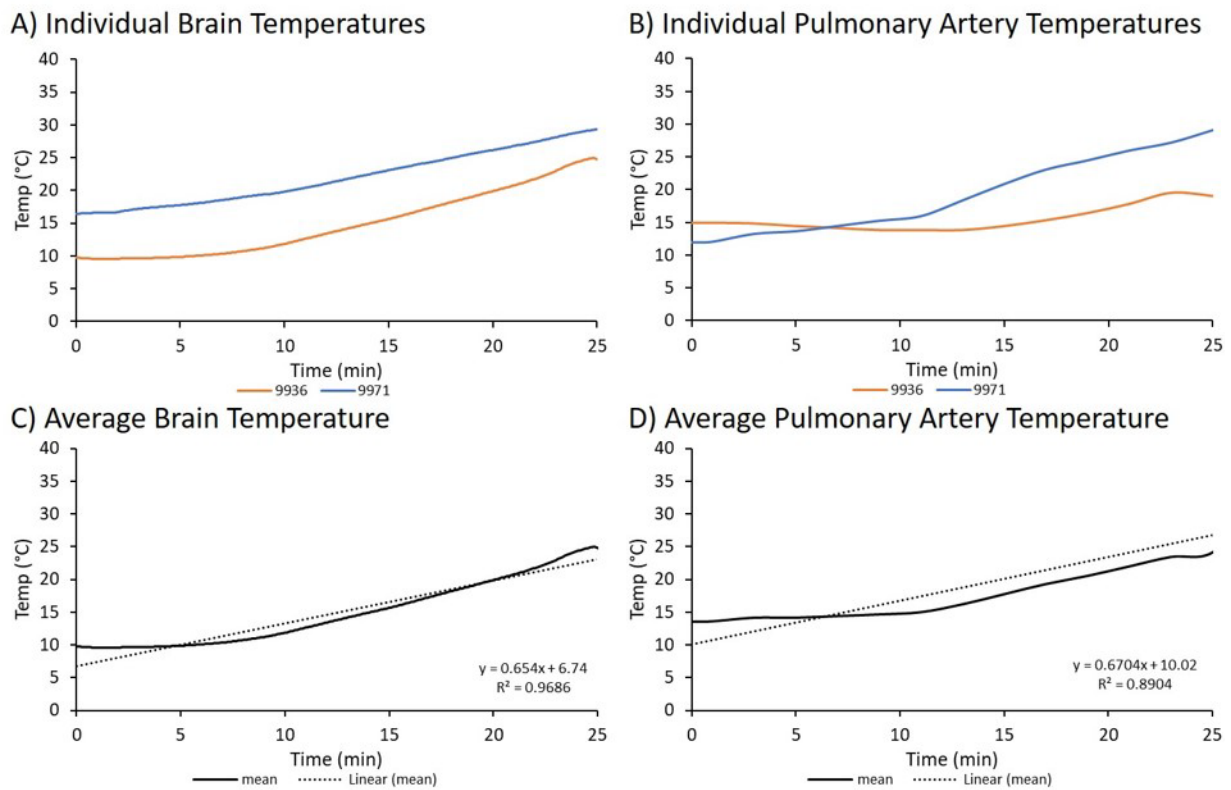 A) Individual Brain Temperatures
40
35
30
25
20
15
10
5
0
Temp (°C)
0 5 10 15 20 25
Time (min)
9936 9971
B) Individual Pulmonary Artery Temperatures
40
35
30
25
20
15
10
5
0
Temp (°C)
0 5 10 15 20 25
Time (min)
9936 9971
C) Average Brain Temperature
40
35
30
25
20
15
10
5
0
Temp (°C)
y = 0.654x + 6.74
R² = 0.9686
0 5 10 15 20 25
Time (min)
mean Linear (mean)
D) Average Pulmonary Artery Temperature
40
35
30
25
20
15
10
5
0
Temp (°C)
y = 0.6704x + 10.02
R² = 0.8904
0 5 10 15 20 25
Time (min)
mean Linear (mean)